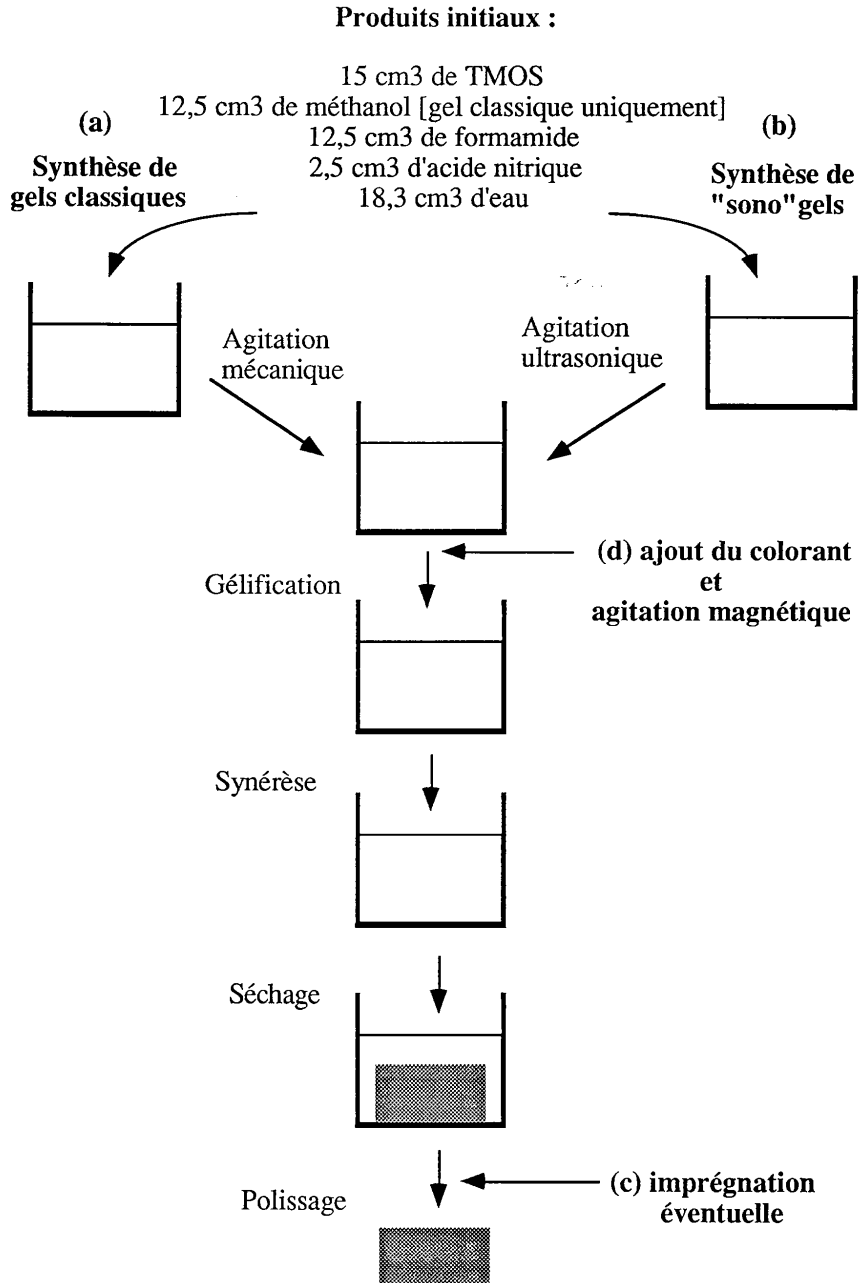 Produits initiaux :
15 cm3 de TMOS
12,5 cm3 de méthanol [gel classique uniquement]
12,5 cm3 de formamide
2,5 cm3 d'acide nitrique
18,3 cm3 d'eau
(a)
Synthèse de
gels classiques
(b)
Synthèse de
"sono"gels
Agitation
mécanique
Agitation
ultrasonique
(d) ajout du colorant
et
agitation magnétique
Gélification
Synérèse
Séchage
(c) imprégnation
éventuelle
Polissage